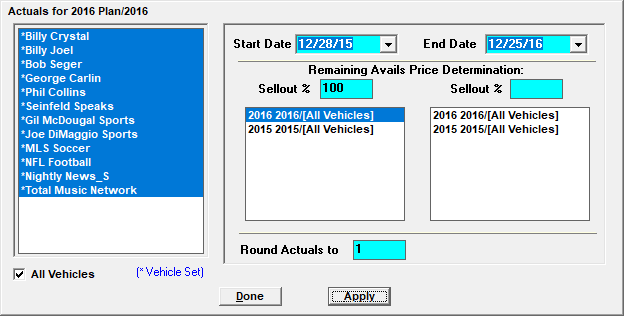 Actuals for 2016 Plan/2016
*Billy Crystal
*Billy Joel
*Bob Seger
*George Carlin
*Phil Collins
*Seinfeld Speaks
*Gil McDougal Sports
*Joe DiMaggio Sports
*MLS Soccer
*NFL Football
*Nightly News_S
*Total Music Network
All Vehicles
(* Vehicle Set)
Start Date 12/28/15 End Date 12/25/16
Remaining Avails Price Determination:
Sellout % 100 Sellout %
2016 2016/[All Vehicles]
2015 2015/[All Vehicles]
2016 2016/[All Vehicles]
2015 2015/[All Vehicles]
Round Actuals to 1
Done Apply